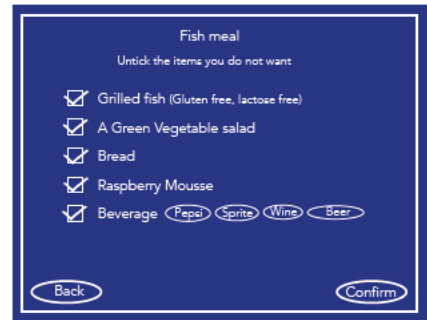 Fish meal
Untick the items you do not want
Grilled fish (Gluten free, lactose free)
A Green Vegetable salad
Bread
Raspberry Mousse
Beverage Pepsi Sprite Wine Beer
Back Confirm